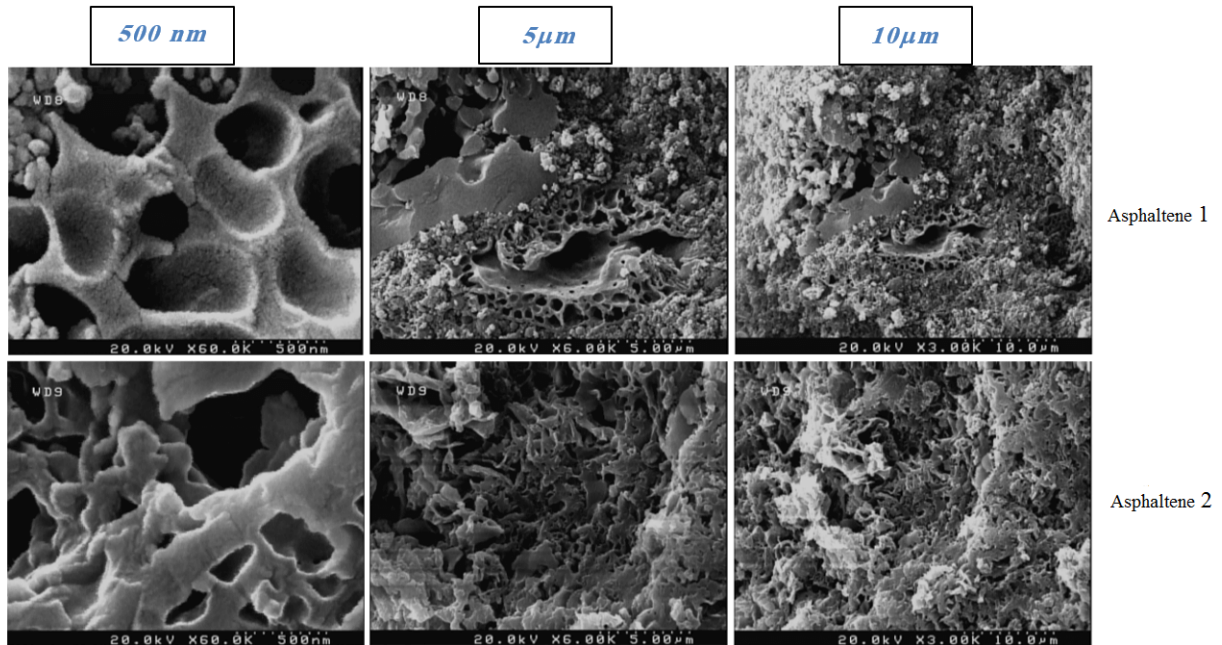 500 nm
5µm
10µm
WD8
20.0kV X60.0K 500nm
WD8
20.0kV X6.00K 5.00µm
20.0kV X3.00K 10.0µm
Asphaltene 1
WD9
20.0kV X60.0K 500nm
WD9
20.0kV X6.00K 5.00µm
WD9
20.0kV X3.00K 10.0µm
Asphaltene 2